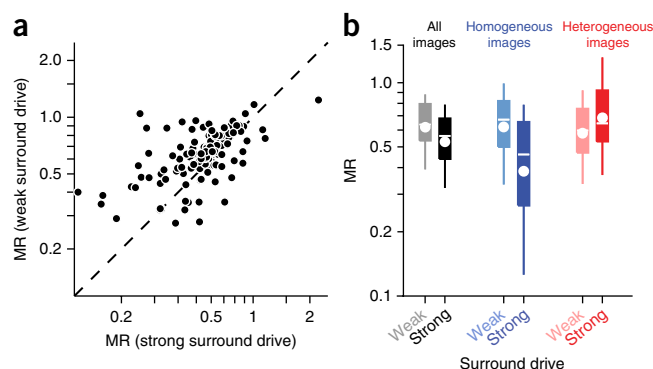 a
2.0
1.0
0.5
0.2
MR (weak surround drive)
0.2
0.5
1
2
MR (strong surround drive)
b
All
images
Homogeneous
images
Heterogeneous
images
1.5
1.0
0.5
0.2
0.1
MR
Weak
Strong
Weak
Strong
Weak
Strong
Surround drive